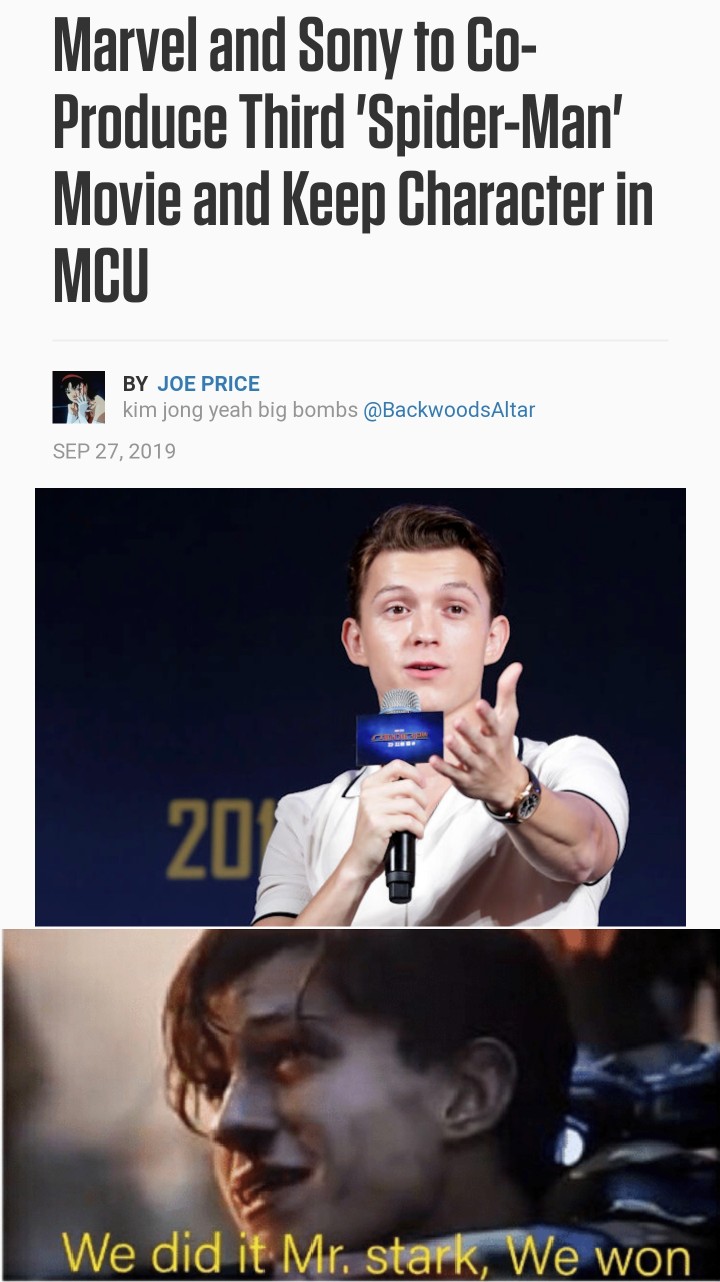 Marvel and Sony to Co-
Produce Third 'Spider-Man'
Movie and Keep Character in
MCU
BY JOE PRICE
kim jong yeah big bombs @BackwoodsAltar
SEP 27, 2019
201
We did it Mr. stark, We won